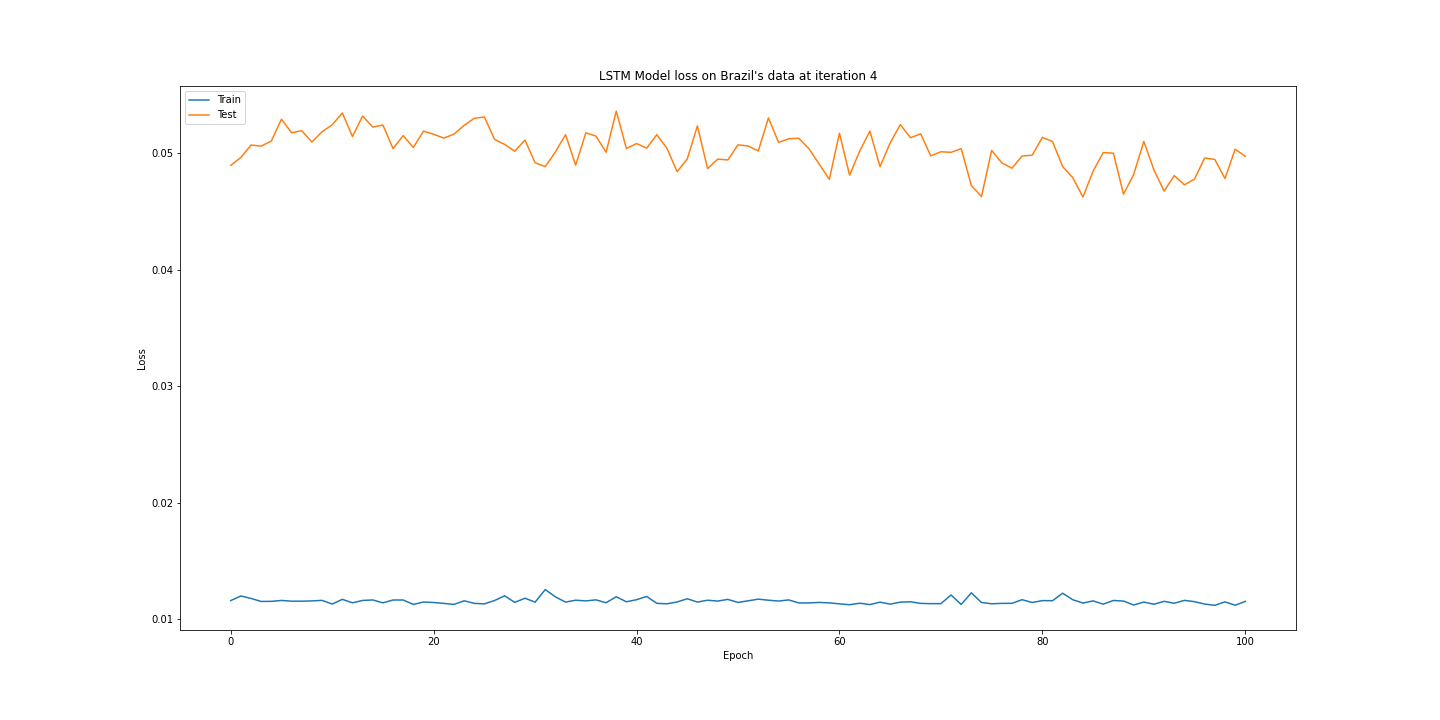 LSTM Model loss on Brazil's data at iteration 4
Train
Test
0.05
0.04
0.03
0.02
0.01
Loss
0 20 40 60 80 100
Epoch